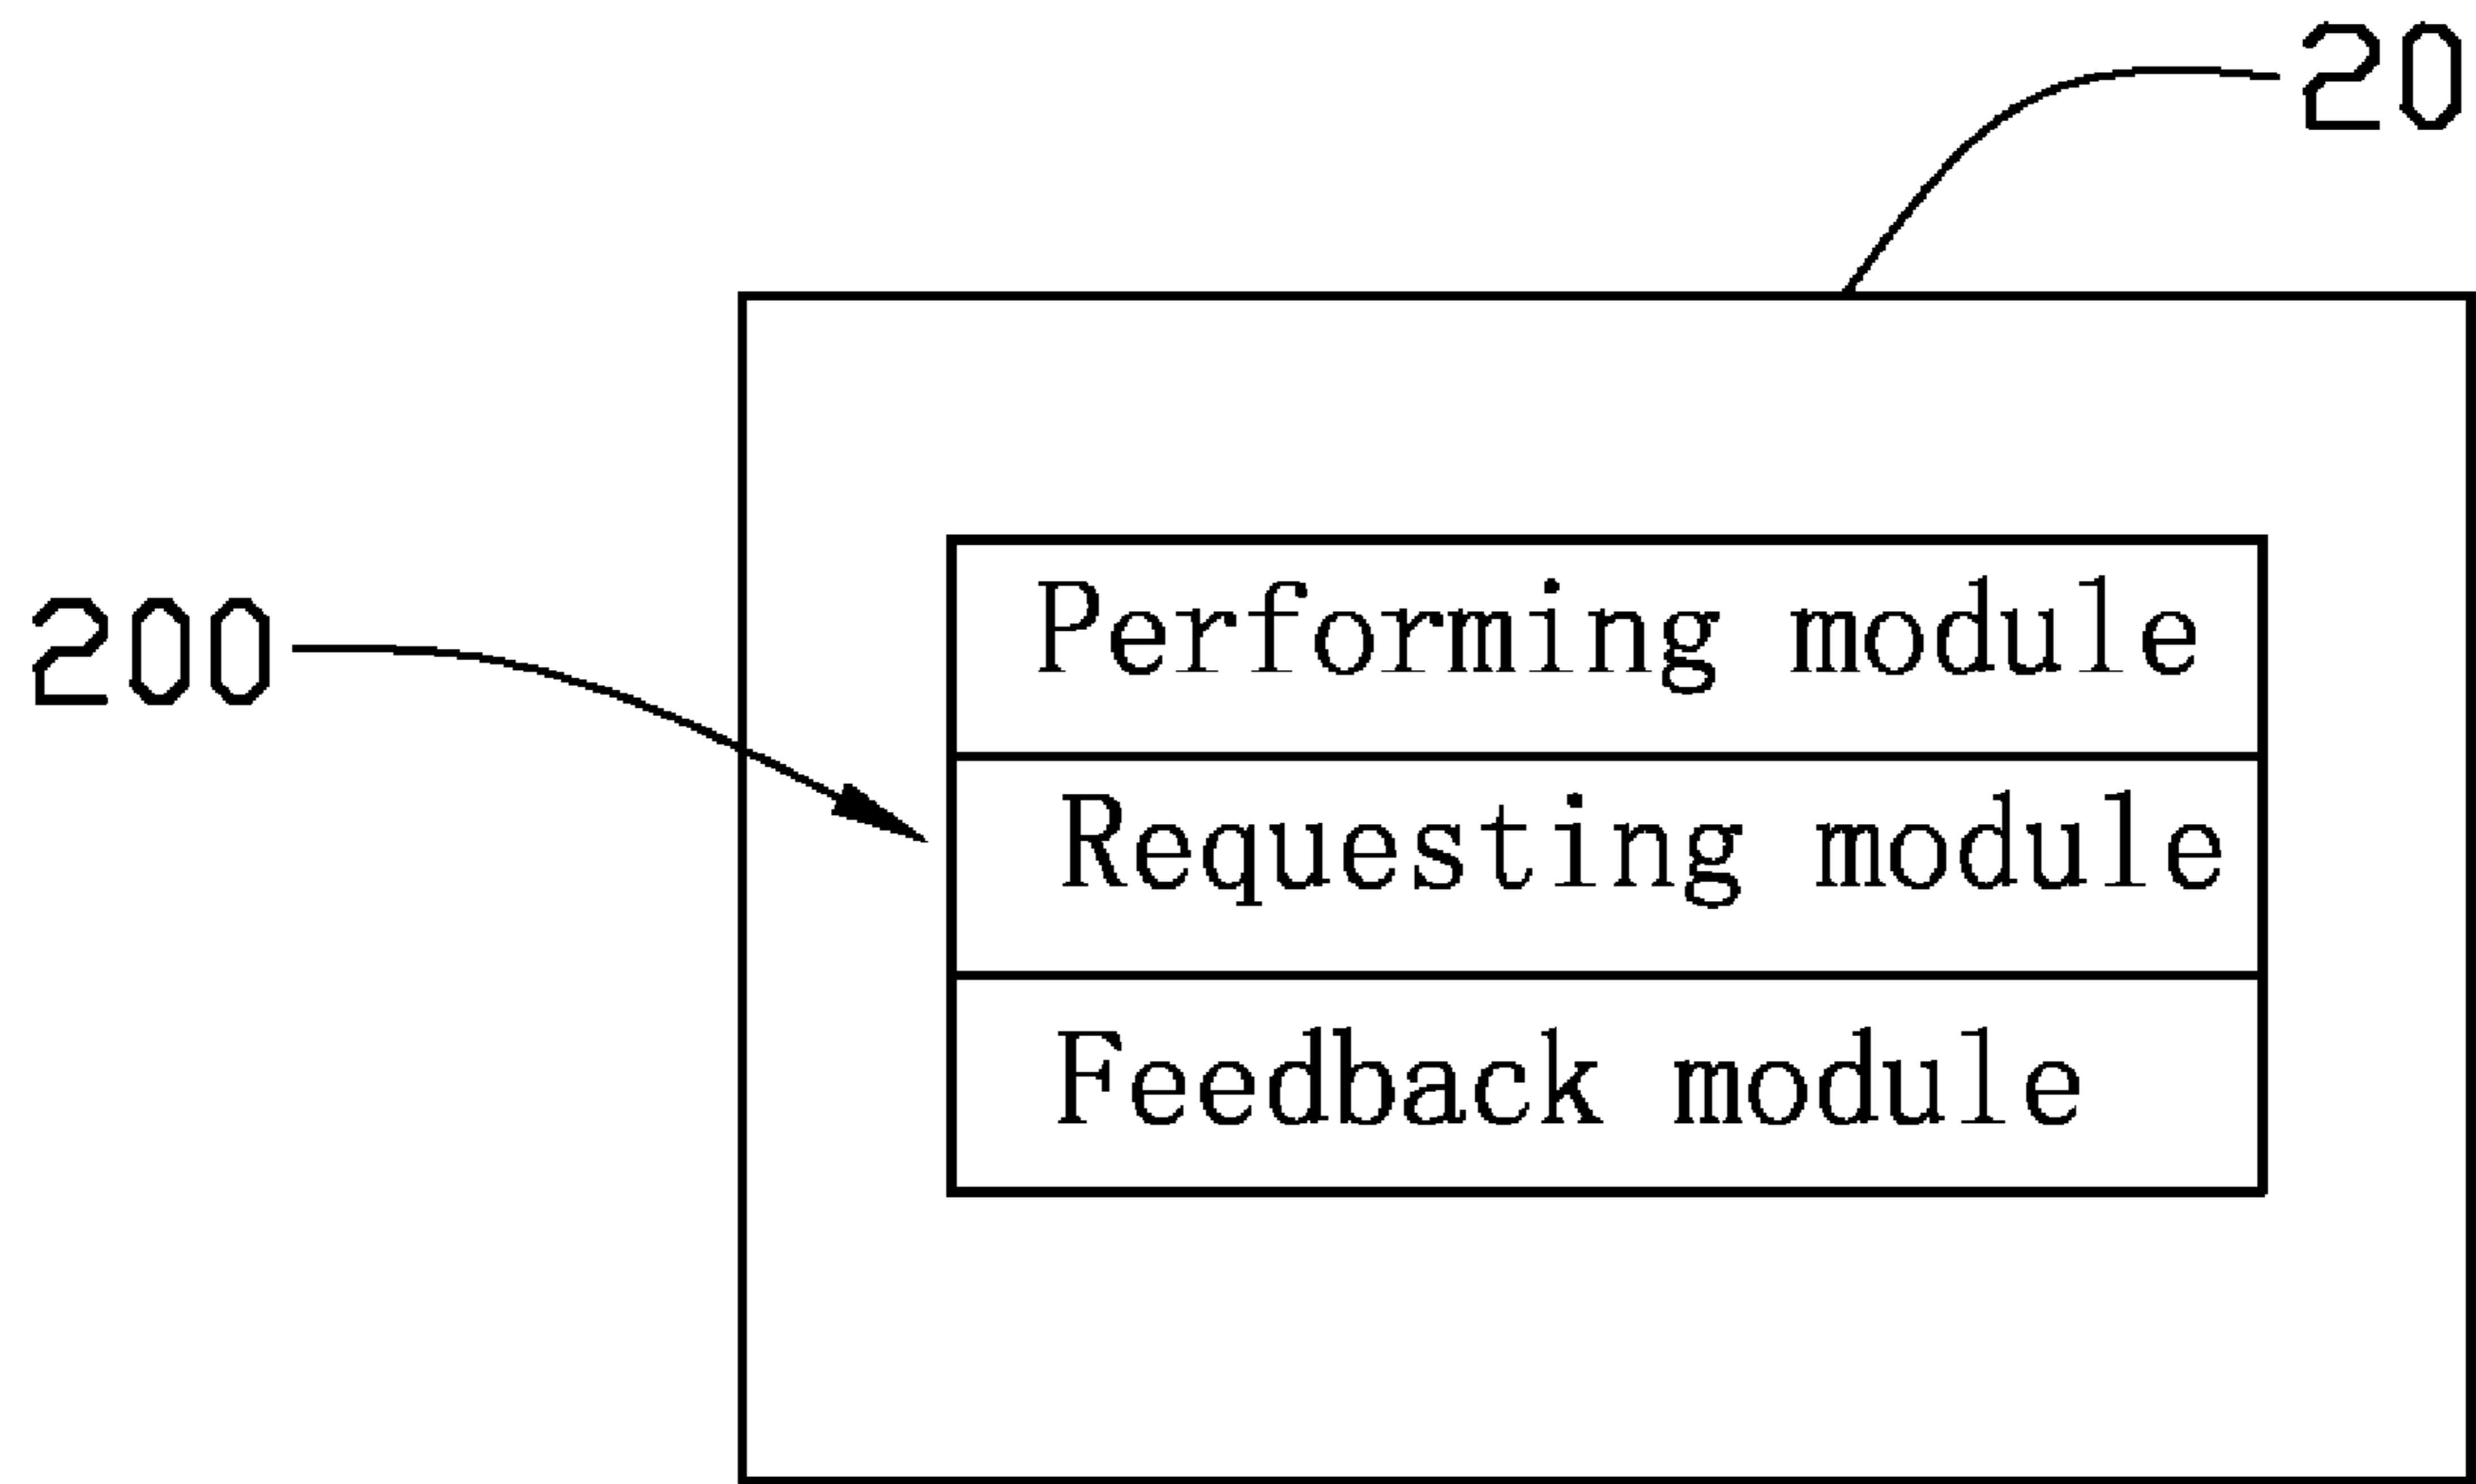 20
200
Performing module
Requesting module
Feedback module